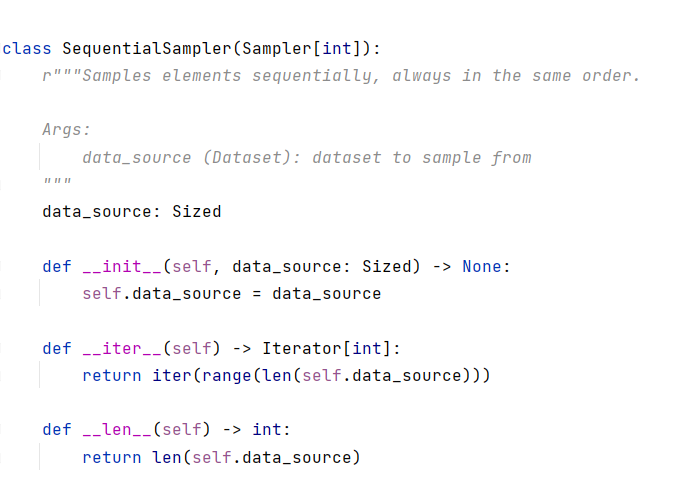 class SequentialSampler(Sampler[int]):
    r"""Samples elements sequentially, always in the same order.

    Args:
        data_source (Dataset): dataset to sample from
    """
    data_source: Sized

    def __init__(self, data_source: Sized) -> None:
        self.data_source = data_source

    def __iter__(self) -> Iterator[int]:
        return iter(range(len(self.data_source)))

    def __len__(self) -> int:
        return len(self.data_source)